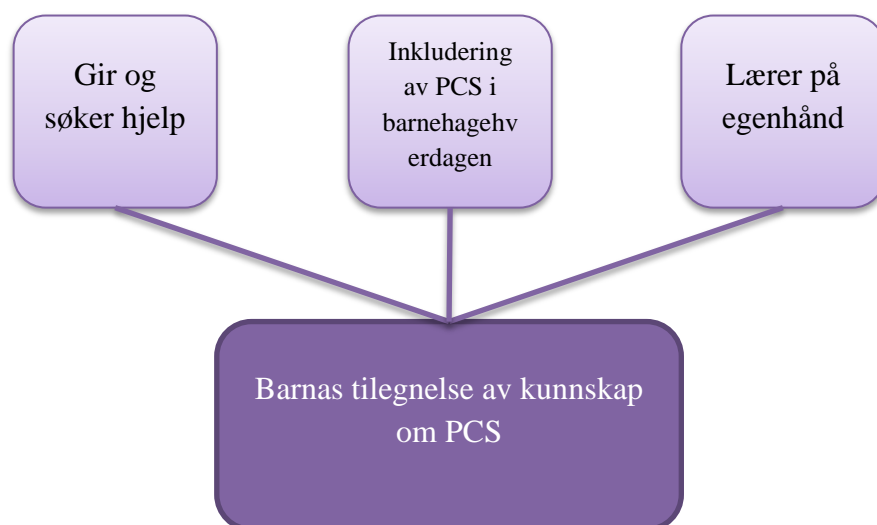 Gir og
søker hjelp
Inkludering
av PCS i
barnehagehv
erdagen
Lærer på
egenhånd
Barnas tilegnelse av kunnskap
om PCS